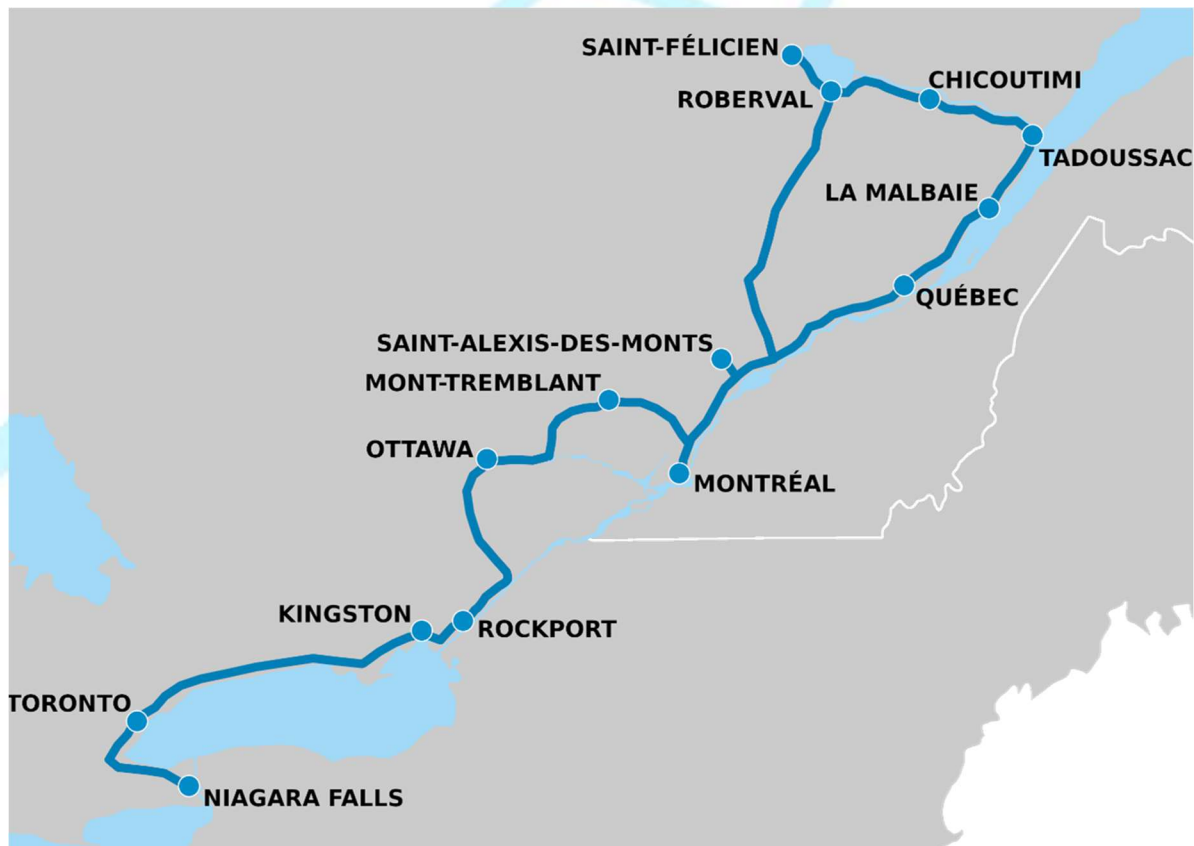 SAINT-FÉLICIEN
CHICOUTIMI
ROBERVAL
TADOUSSAC
LA MALBAIE
QUÉBEC
SAINT-ALEXIS-DES-MONTS
MONT-TREMBLANT
OTTAWA
MONTRÉAL
KINGSTON
ROCKPORT
TORONTO
NIAGARA FALLS